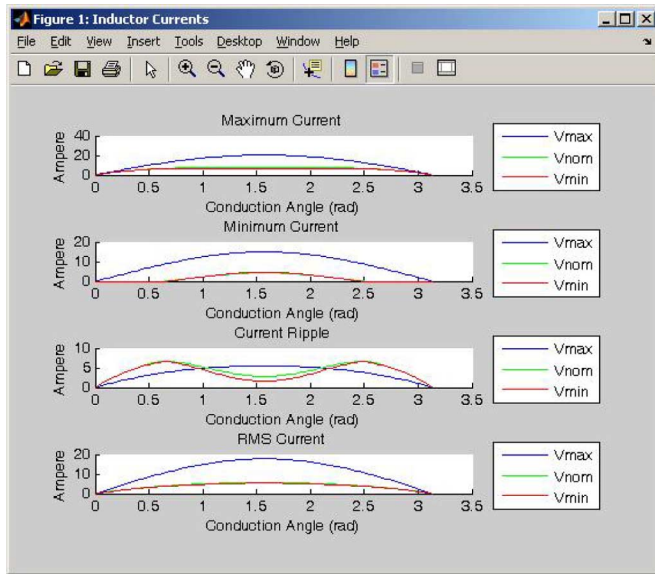 Figure 1: Inductor Currents
File Edit View Insert Tools Desktop Window Help
Maximum Current
Ampere
40
20
0
0 0.5 1 1.5 2 2.5 3 3.5
Conduction Angle (rad)
Vmax
Vnom
Vmin
Minimum Current
Ampere
20
10
0
0 0.5 1 1.5 2 2.5 3 3.5
Conduction Angle (rad)
Vmax
Vnom
Vmin
Current Ripple
Ampere
10
5
0
0 0.5 1 1.5 2 2.5 3 3.5
Conduction Angle (rad)
Vmax
Vnom
Vmin
RMS Current
Ampere
20
10
0
0 0.5 1 1.5 2 2.5 3 3.5
Conduction Angle (rad)
Vmax
Vnom
Vmin